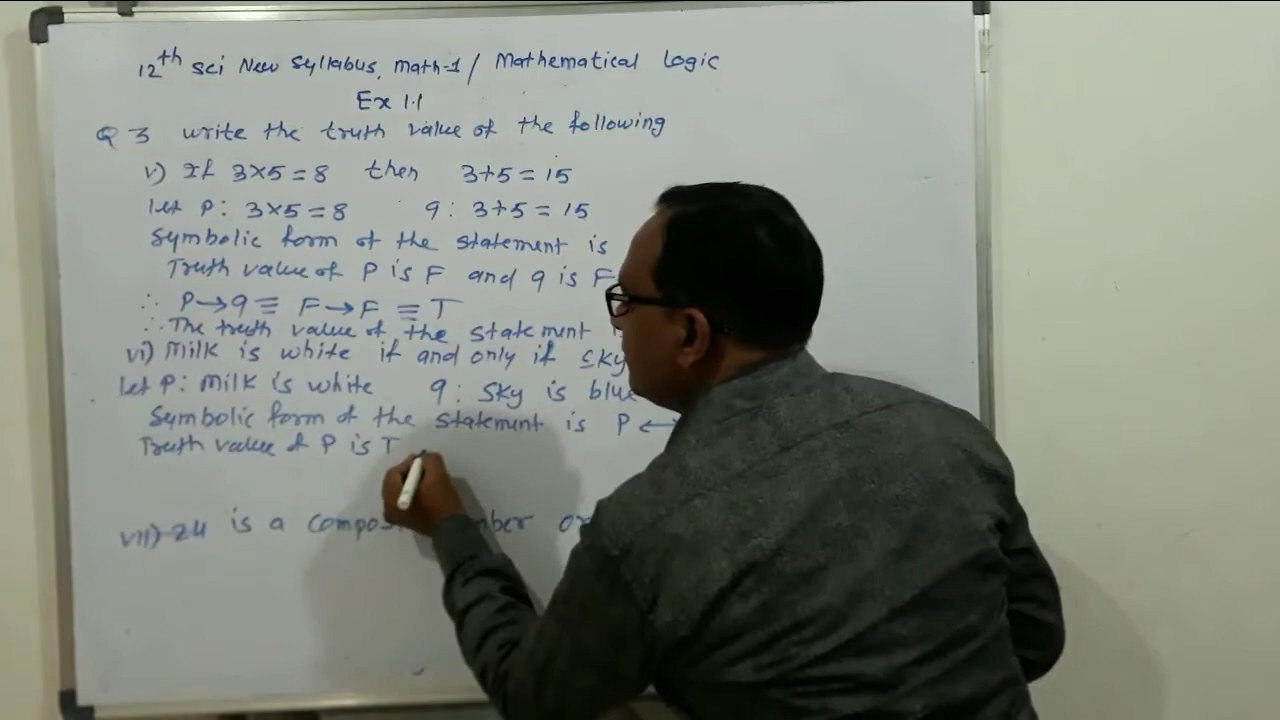 12th sci New Syllabus, Math-1 / Mathematical Logic
Ex 1.1
Q 3 write the truth value of the following
v) If 3×5=8 then 3+5=15
let P: 3×5=8 q: 3+5=15
Symbolic form of the statement is
Truth value of P is F and q is F
∴ P→q ≡ F→F ≡ T
∴ The truth value of the statement
vi) Milk is white if and only if sky
Let P: Milk is white q: Sky is blue
Symbolic form of the statement is P ↔
Truth value of P is T
vii) 24 is a or